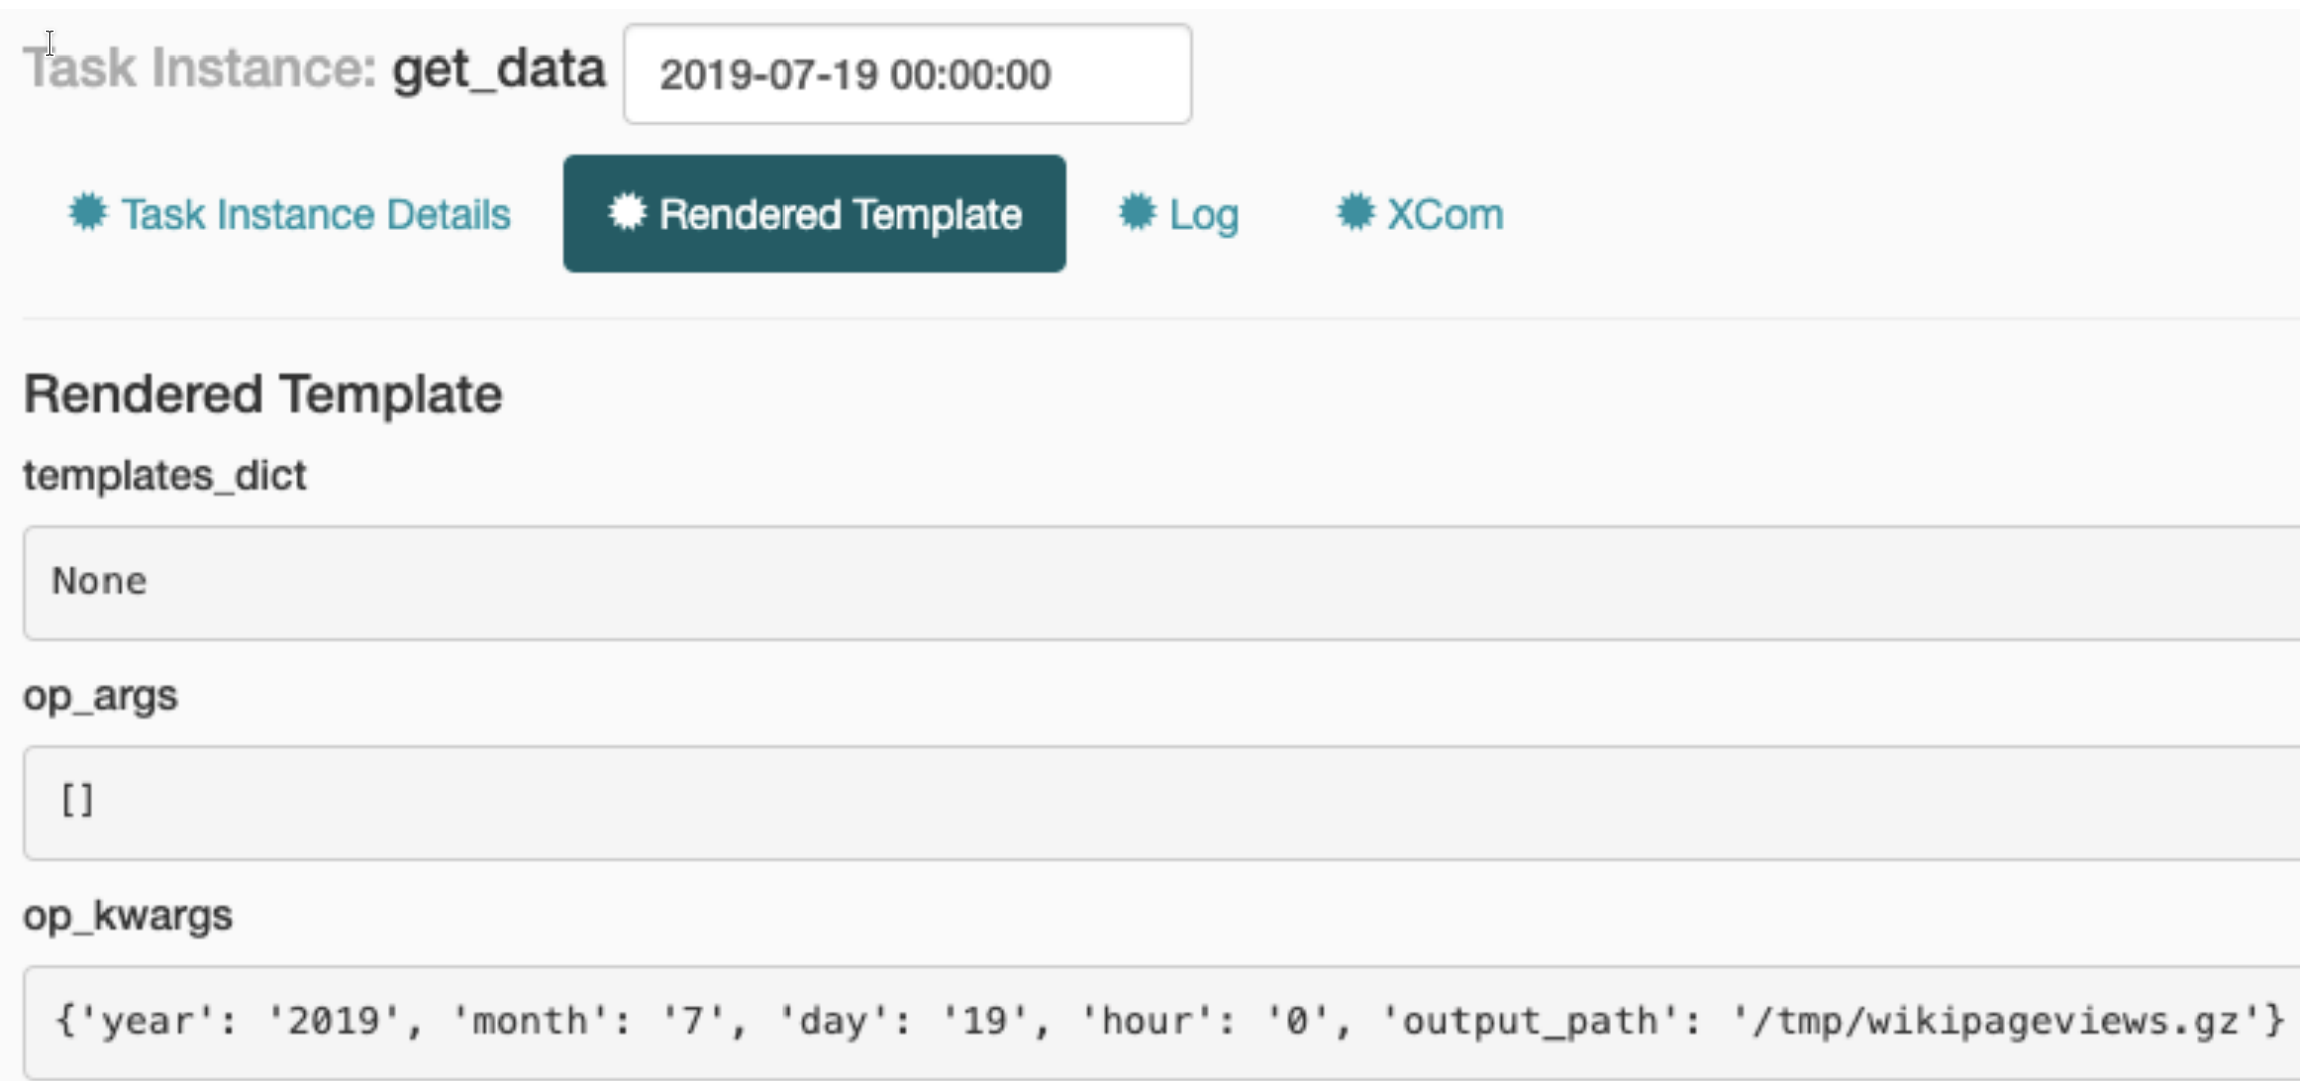 Task Instance: get_data 2019-07-19 00:00:00
Task Instance Details Rendered Template Log XCom
Rendered Template
templates_dict
None
op_args
[]
op_kwargs
{'year': '2019', 'month': '7', 'day': '19', 'hour': '0', 'output_path': '/tmp/wikipageviews.gz'}